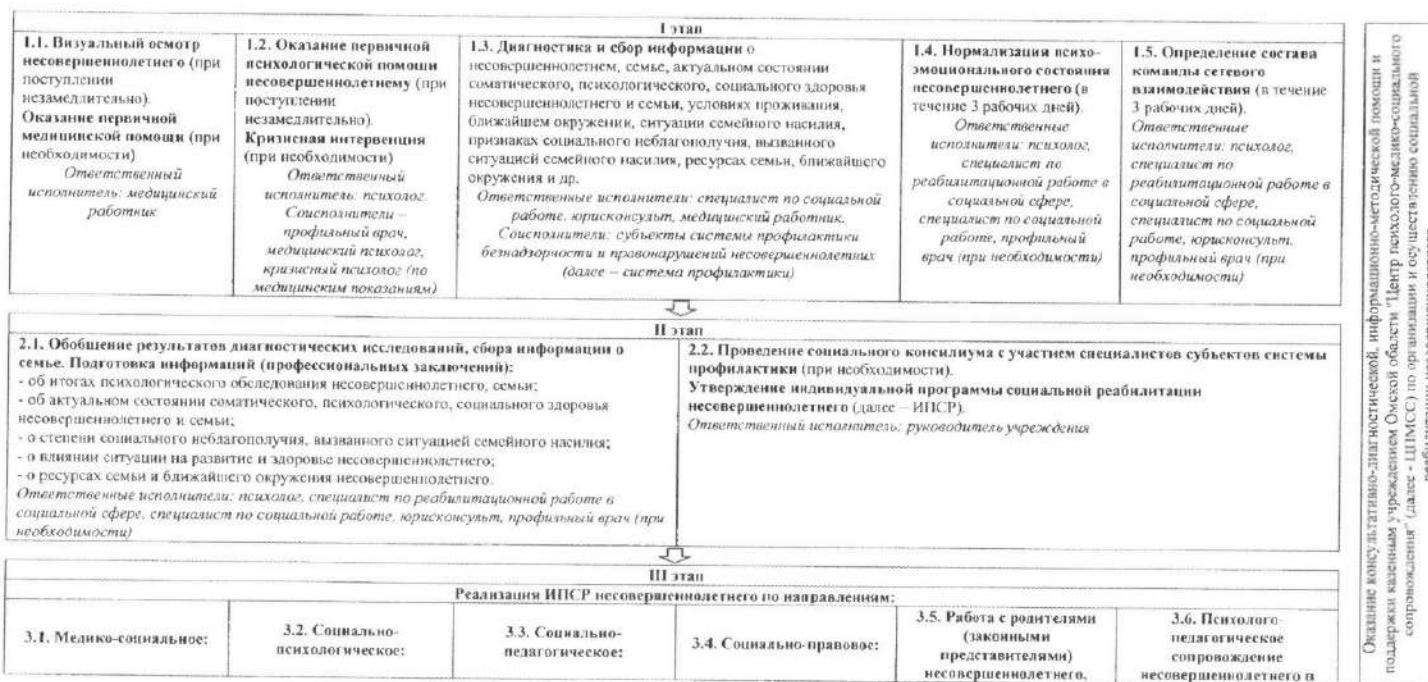 I этап
1.1. Визуальный осмотр
несовершеннолетнего (при
поступлении
незамедлительно).
Оказание первичной
медицинской помощи (при
необходимости)
Ответственный
исполнитель: медицинский
работник
1.2. Оказание первичной
психологической помощи
несовершеннолетнему (при
поступлении
незамедлительно).
Кризисная интервенция
(при необходимости)
Ответственный
исполнитель: психолог.
Соисполнители –
профильный врач,
медицинский психолог,
кризисный психолог (по
медицинским показаниям)
1.3. Диагностика и сбор информации о
несовершеннолетнем, семье, актуальном состоянии
соматического, психологического, социального здоровья
несовершеннолетнего и семьи, условиях проживания,
ближайшем окружении, ситуации семейного насилия,
признаках социального неблагополучия, вызванного
ситуацией семейного насилия, ресурсах семьи, ближайшего
окружения и др.
Ответственные исполнители: специалист по социальной
работе, юрисконсульт, медицинский работник.
Соисполнители: субъекты системы профилактики
безнадзорности и правонарушений несовершеннолетних
(далее – система профилактики)
1.4. Нормализация психо-
эмоционального состояния
несовершеннолетнего (в
течение 3 рабочих дней).
Ответственные
исполнители: психолог,
специалист по
реабилитационной работе в
социальной сфере,
специалист по социальной
работе, профильный
врач (при необходимости)
1.5. Определение состава
команды сетевого
взаимодействия (в течение
3 рабочих дней).
Ответственные
исполнители: психолог,
специалист по
реабилитационной работе в
социальной сфере,
специалист по социальной
работе, юрисконсульт,
профильный врач (при
необходимости)
II этап
2.1. Обобщение результатов диагностических исследований, сбора информации о
семье. Подготовка информаций (профессиональных заключений):
- об итогах психологического обследования несовершеннолетнего, семьи;
- об актуальном состоянии соматического, психологического, социального здоровья
несовершеннолетнего и семьи;
- о степени социального неблагополучия, вызванного ситуацией семейного насилия;
- о влиянии ситуации на развитие и здоровье несовершеннолетнего;
- о ресурсах семьи и ближайшего окружения несовершеннолетнего.
Ответственные исполнители: психолог, специалист по реабилитационной работе в
социальной сфере, специалист по социальной работе, юрисконсульт, профильный врач (при
необходимости)
2.2. Проведение социального консилиума с участием специалистов субъектов системы
профилактики (при необходимости).
Утверждение индивидуальной программы социальной реабилитации
несовершеннолетнего (далее – ИПСР).
Ответственный исполнитель: руководитель учреждения
III этап
Реализация ИПСР несовершеннолетнего по направлениям:
3.1. Медико-социальное:
3.2. Социально-
психологическое:
3.3. Социально-
педагогическое:
3.4. Социально-правовое:
3.5. Работа с родителями
(законными
представителями)
несовершеннолетнего,
3.6. Психолого-
педагогическое
сопровождение
несовершеннолетнего в
Оказание консультативно-диагностической, информационно-методической помощи и
поддержки казенным учреждением Омской области "Центр психолого-медико-социального
сопровождения" (далее - ЦПМСС) по организации и осуществлению социальной